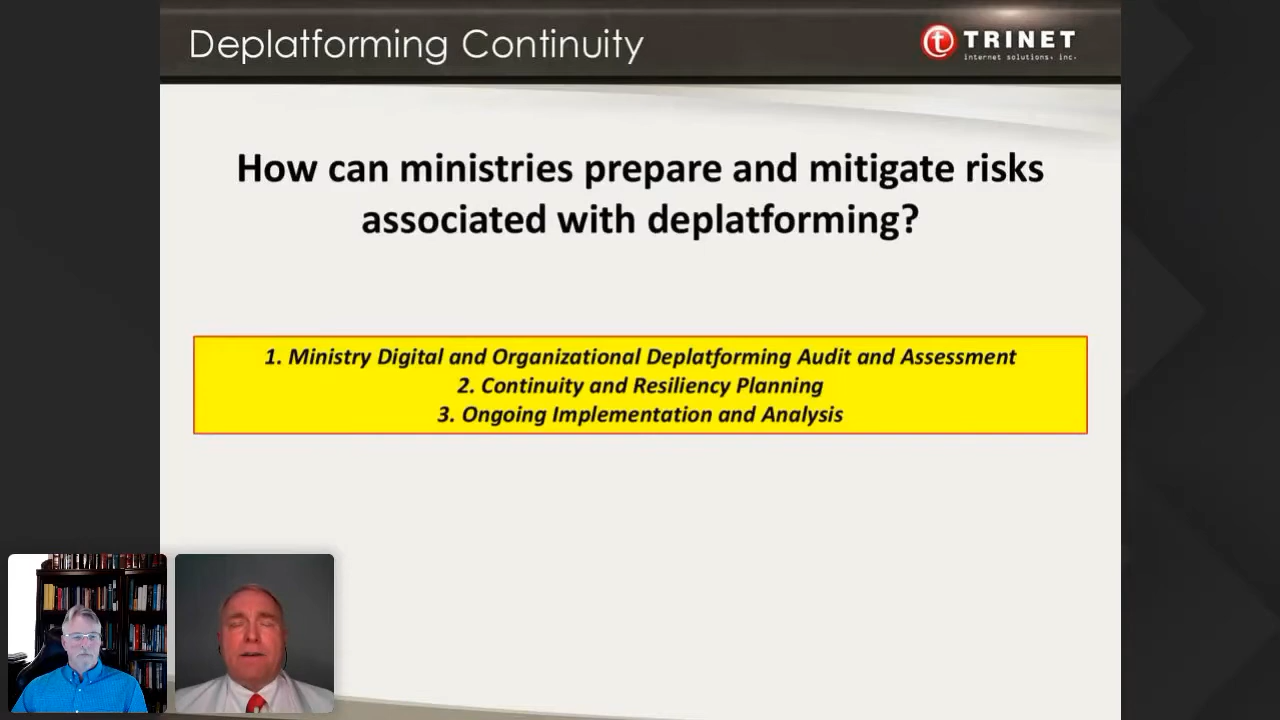 Deplatforming Continuity
t TRINET
internet solutions, inc.
How can ministries prepare and mitigate risks
associated with deplatforming?
1. Ministry Digital and Organizational Deplatforming Audit and Assessment
2. Continuity and Resiliency Planning
3. Ongoing Implementation and Analysis